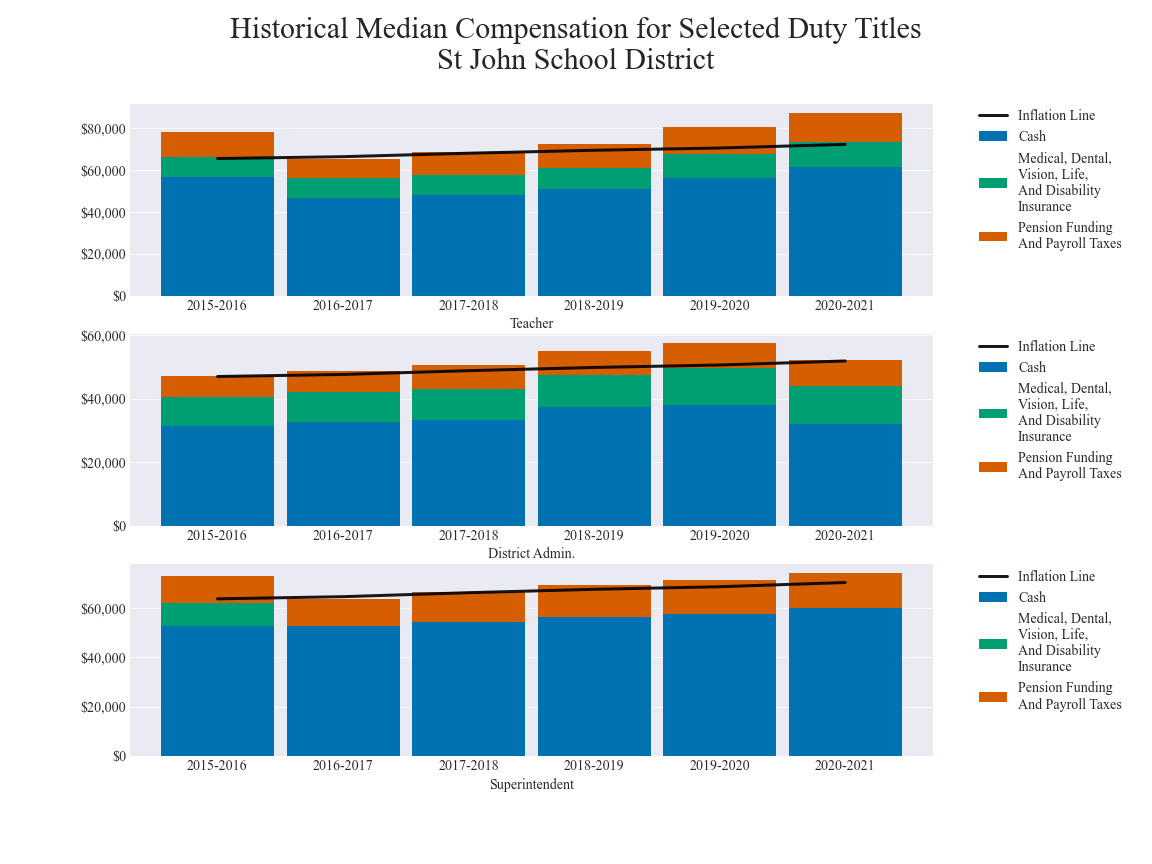 Historical Median Compensation for Selected Duty Titles
St John School District
$80,000
$60,000
$40,000
$20,000
$0
2015-2016 2016-2017 2017-2018 2018-2019 2019-2020 2020-2021
Teacher
Inflation Line
Cash
Medical, Dental,
Vision, Life,
And Disability
Insurance
Pension Funding
And Payroll Taxes
$60,000
$40,000
$20,000
$0
2015-2016 2016-2017 2017-2018 2018-2019 2019-2020 2020-2021
District Admin.
Inflation Line
Cash
Medical, Dental,
Vision, Life,
And Disability
Insurance
Pension Funding
And Payroll Taxes
$60,000
$40,000
$20,000
$0
2015-2016 2016-2017 2017-2018 2018-2019 2019-2020 2020-2021
Superintendent
Inflation Line
Cash
Medical, Dental,
Vision, Life,
And Disability
Insurance
Pension Funding
And Payroll Taxes